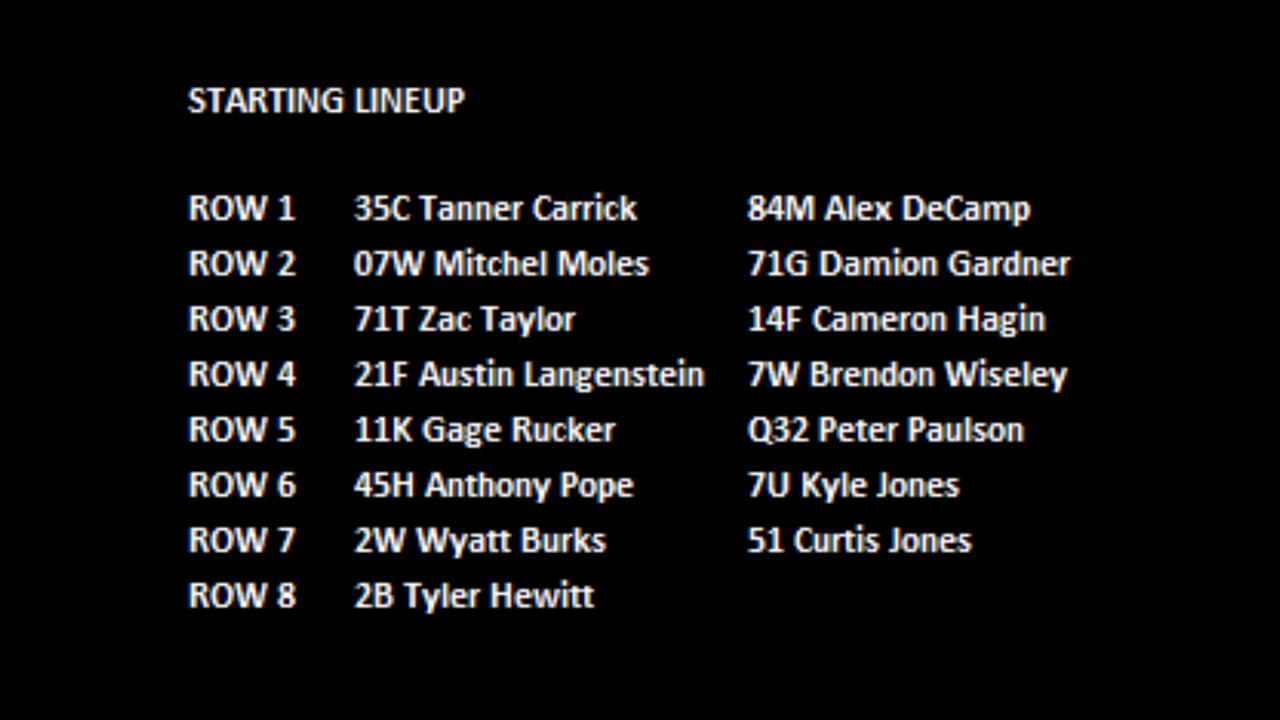 STARTING LINEUP
ROW 1 35C Tanner Carrick 84M Alex DeCamp
ROW 2 07W Mitchel Moles 71G Damion Gardner
ROW 3 71T Zac Taylor 14F Cameron Hagin
ROW 4 21F Austin Langenstein 7W Brendon Wiseley
ROW 5 11K Gage Rucker Q32 Peter Paulson
ROW 6 45H Anthony Pope 7U Kyle Jones
ROW 7 2W Wyatt Burks 51 Curtis Jones
ROW 8 2B Tyler Hewitt